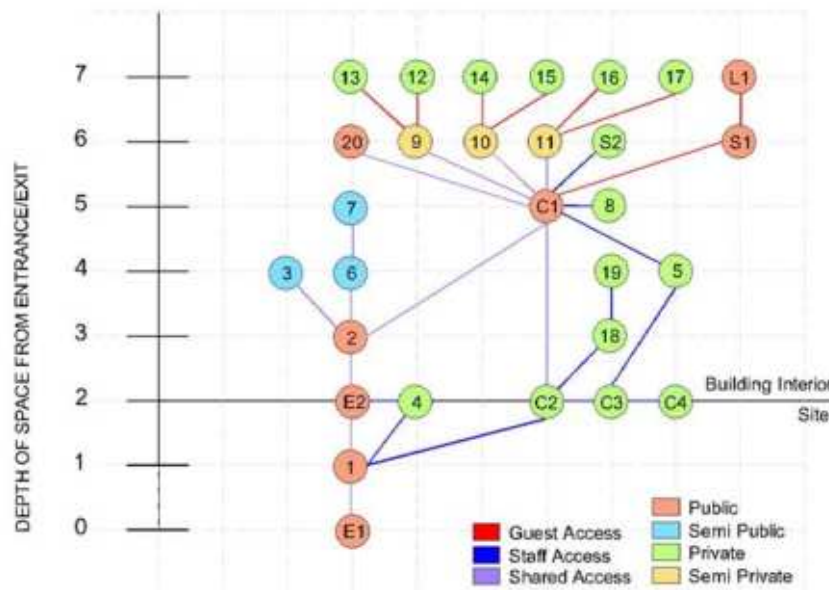 DEPTH OF SPACE FROM ENTRANCE/EXIT
7 13 12 14 15 16 17 L1
6 20 9 10 11 S2 S1
5 7 C1 8
4 3 6 19 5
3 2 18
2 E2 4 C2 C3 C4
Building Interior
Site
1 1
0 E1
Guest Access
Staff Access
Shared Access
Public
Semi Public
Private
Semi Private